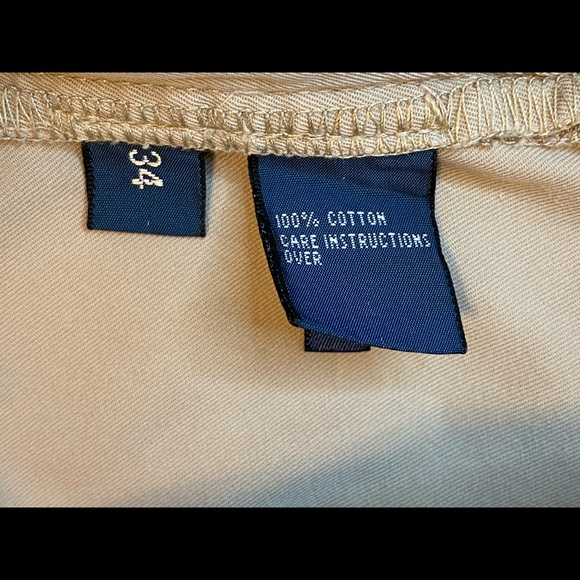 34
100% COTTON
CARE INSTRUCTIONS
OVER